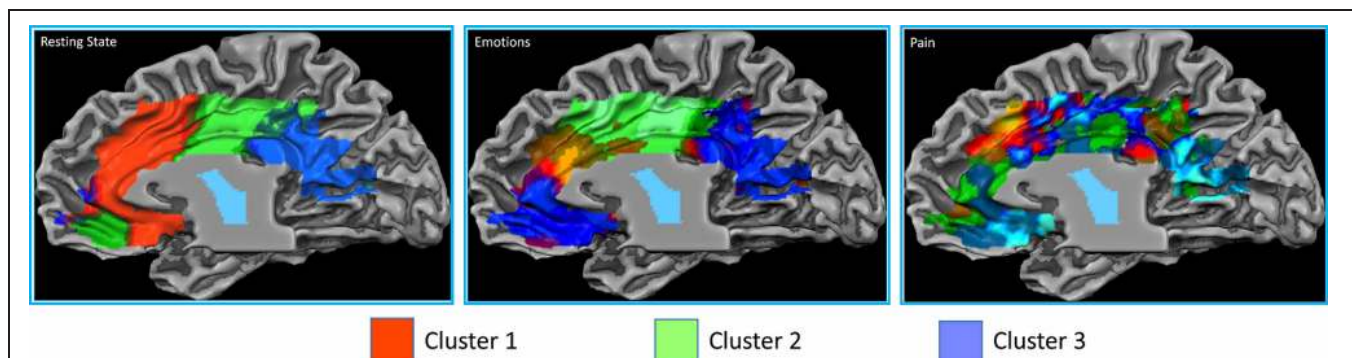 Resting State
Emotions
Pain
Cluster 1
Cluster 2
Cluster 3